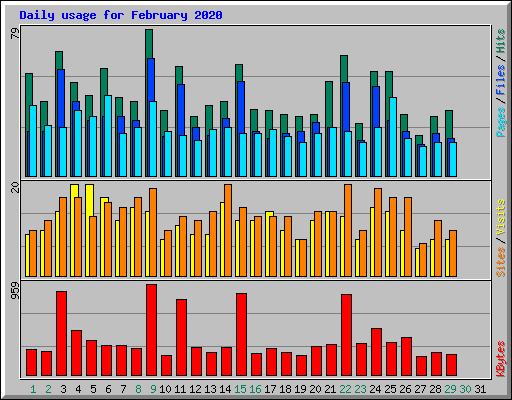 Daily usage for February 2020
79
Pages/Files/Hits
20
Sites/Visits
959
KBytes
1 2 3 4 5 6 7 8 9 10 11 12 13 14 15 16 17 18 19 20 21 22 23 24 25 26 27 28 29 30 31